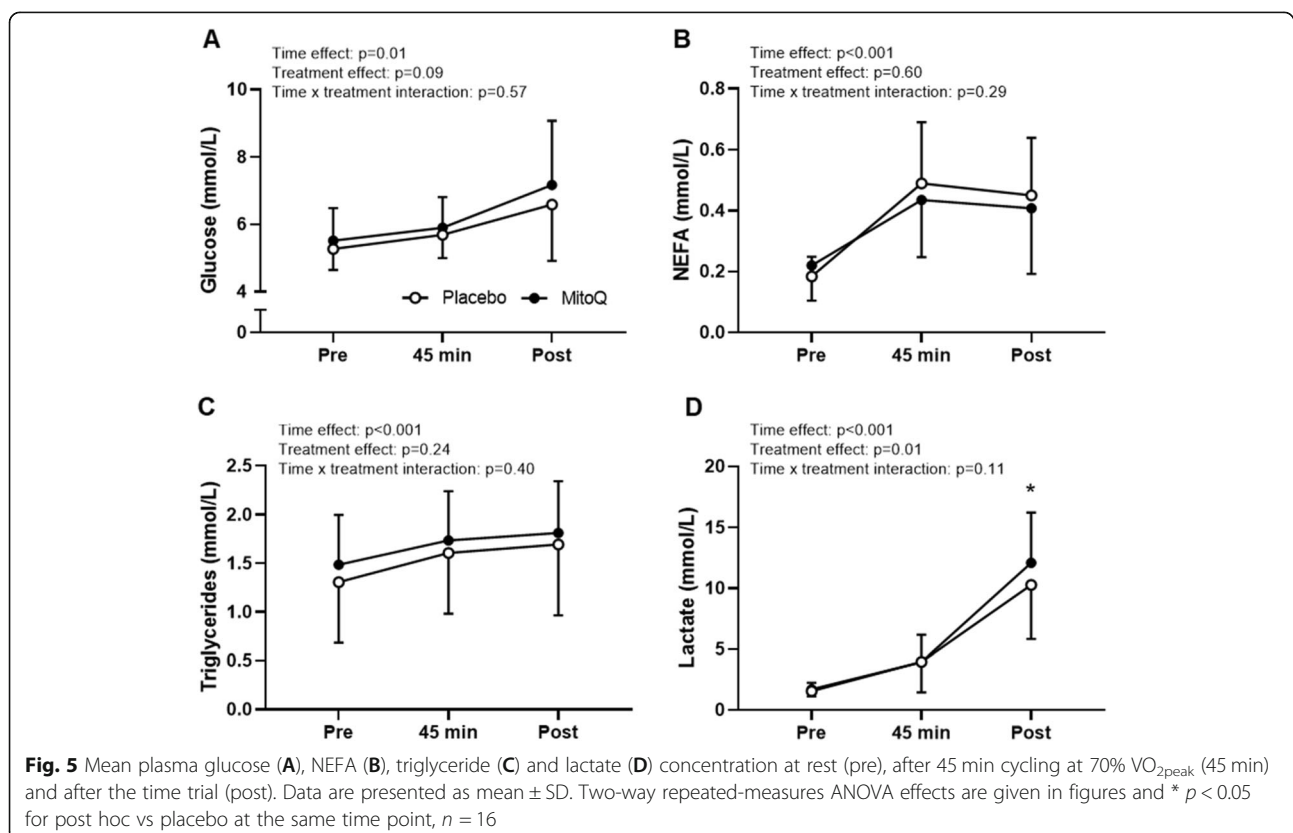 A
Time effect: p=0.01
Treatment effect: p=0.09
Time x treatment interaction: p=0.57
Glucose (mmol/L)
10
8
6
4
0
Placebo MitoQ
Pre 45 min Post
B
Time effect: p<0.001
Treatment effect: p=0.60
Time x treatment interaction: p=0.29
NEFA (mmol/L)
0.8
0.6
0.4
0.2
0.0
Pre 45 min Post
C
Time effect: p<0.001
Treatment effect: p=0.24
Time x treatment interaction: p=0.40
Triglycerides (mmol/L)
2.5
2.0
1.5
1.0
0.5
0.0
Pre 45 min Post
D
Time effect: p<0.001
Treatment effect: p=0.01
Time x treatment interaction: p=0.11
Lactate (mmol/L)
20
15
10
5
0
*
Pre 45 min Post
Fig. 5 Mean plasma glucose (A), NEFA (B), triglyceride (C) and lactate (D) concentration at rest (pre), after 45 min cycling at 70% VO2peak (45 min)
and after the time trial (post). Data are presented as mean ± SD. Two-way repeated-measures ANOVA effects are given in figures and * p < 0.05
for post hoc vs placebo at the same time point, n = 16